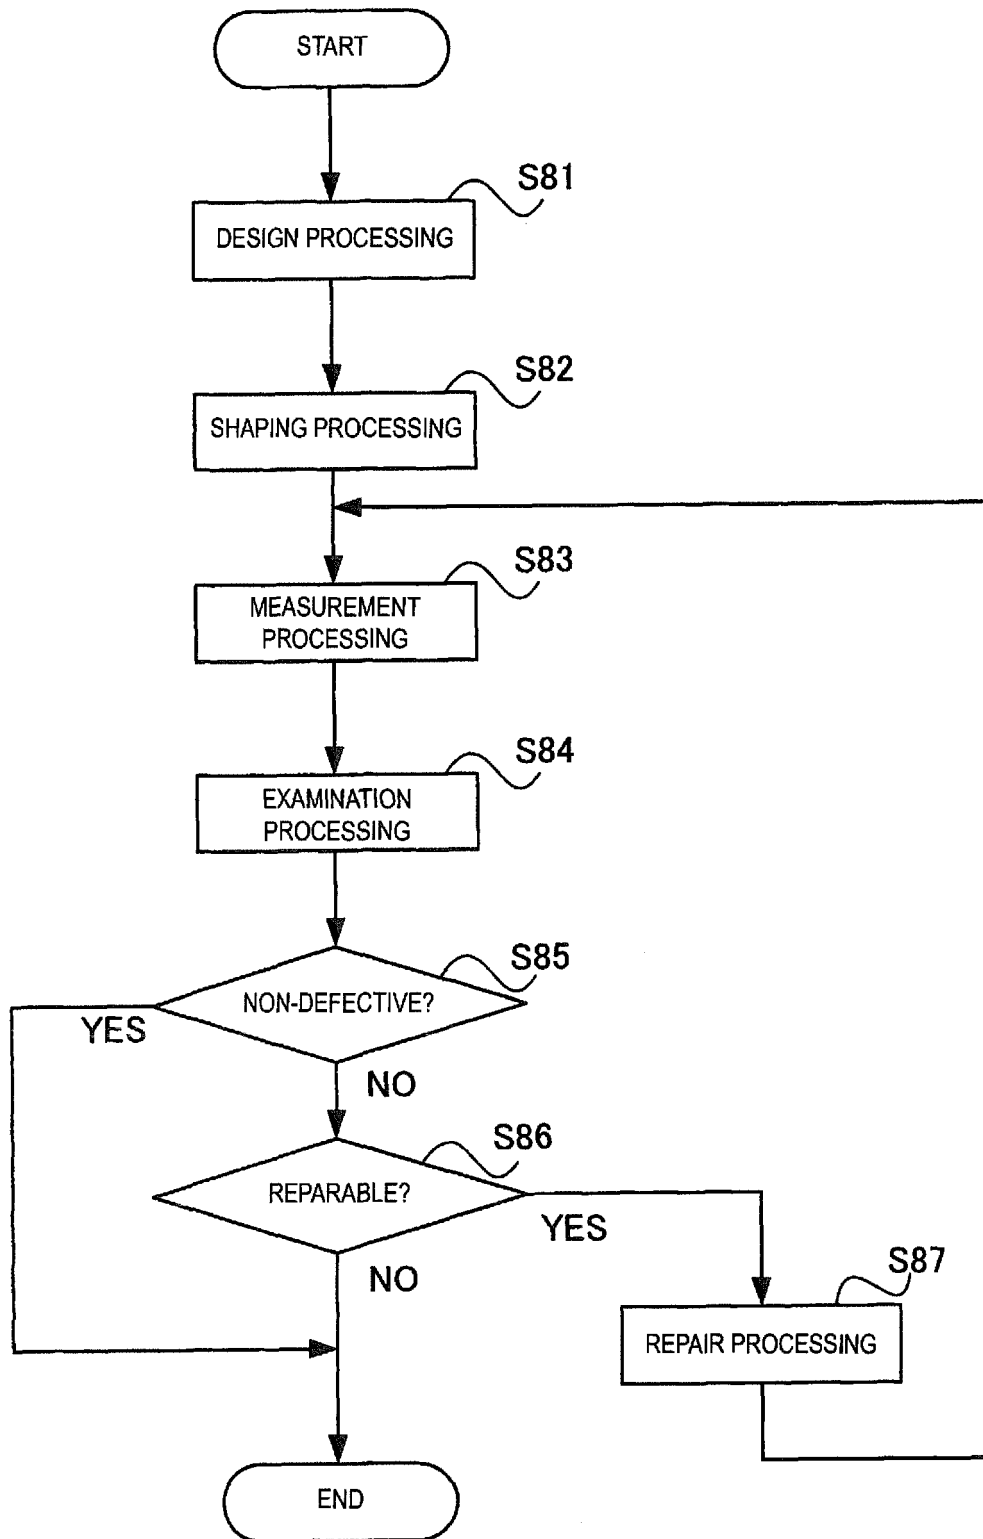 START
S81
DESIGN PROCESSING
S82
SHAPING PROCESSING
S83
MEASUREMENT
PROCESSING
S84
EXAMINATION
PROCESSING
S85
NON-DEFECTIVE?
YES
NO
S86
REPARABLE?
YES
NO
S87
REPAIR PROCESSING
END